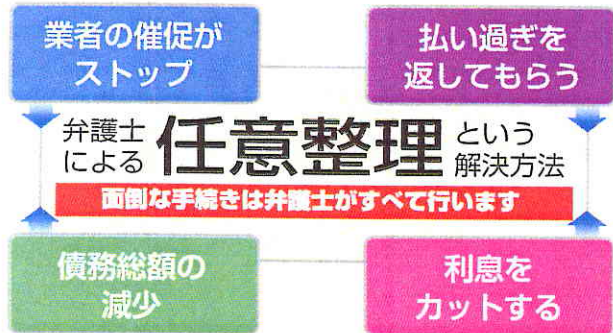 業者の催促が
ストップ
払い過ぎを
返してもらう
弁護士
による
任意整理
という
解決方法
面倒な手続きは弁護士がすべて行います
債務総額の
減少
利息を
カットする